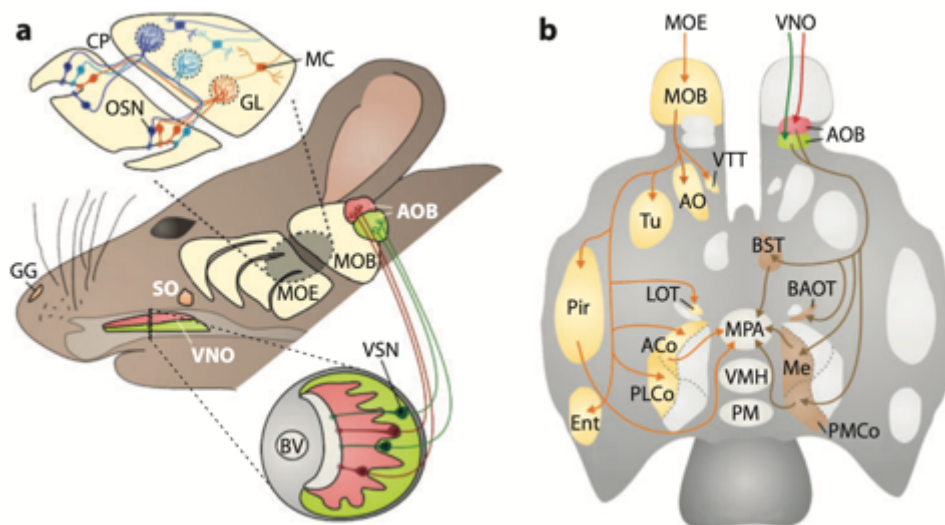 a
CP
MC
OSN
GL
AOB
MOB
MOE
GG
SO
VNO
VSN
BV
b
MOE
VNO
MOB
AOB
VTT
AO
Tu
BST
BAOT
LOT
Pir
MPA
ACo
Me
VMH
PLCo
Ent
PM
PMCo